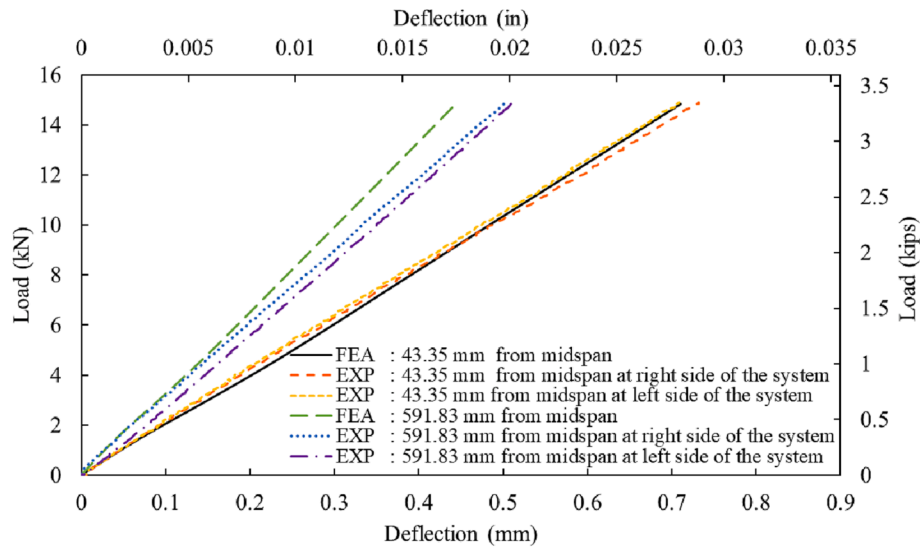 Deflection (in)
0 0.005 0.01 0.015 0.02 0.025 0.03 0.035
16
14
12
10
8
6
4
2
0
Load (kN)
3.5
3
2.5
2
1.5
1
0.5
0
Load (kips)
FEA : 43.35 mm from midspan
EXP : 43.35 mm from midspan at right side of the system
EXP : 43.35 mm from midspan at left side of the system
FEA : 591.83 mm from midspan
EXP : 591.83 mm from midspan at right side of the system
EXP : 591.83 mm from midspan at left side of the system
0 0.1 0.2 0.3 0.4 0.5 0.6 0.7 0.8 0.9
Deflection (mm)